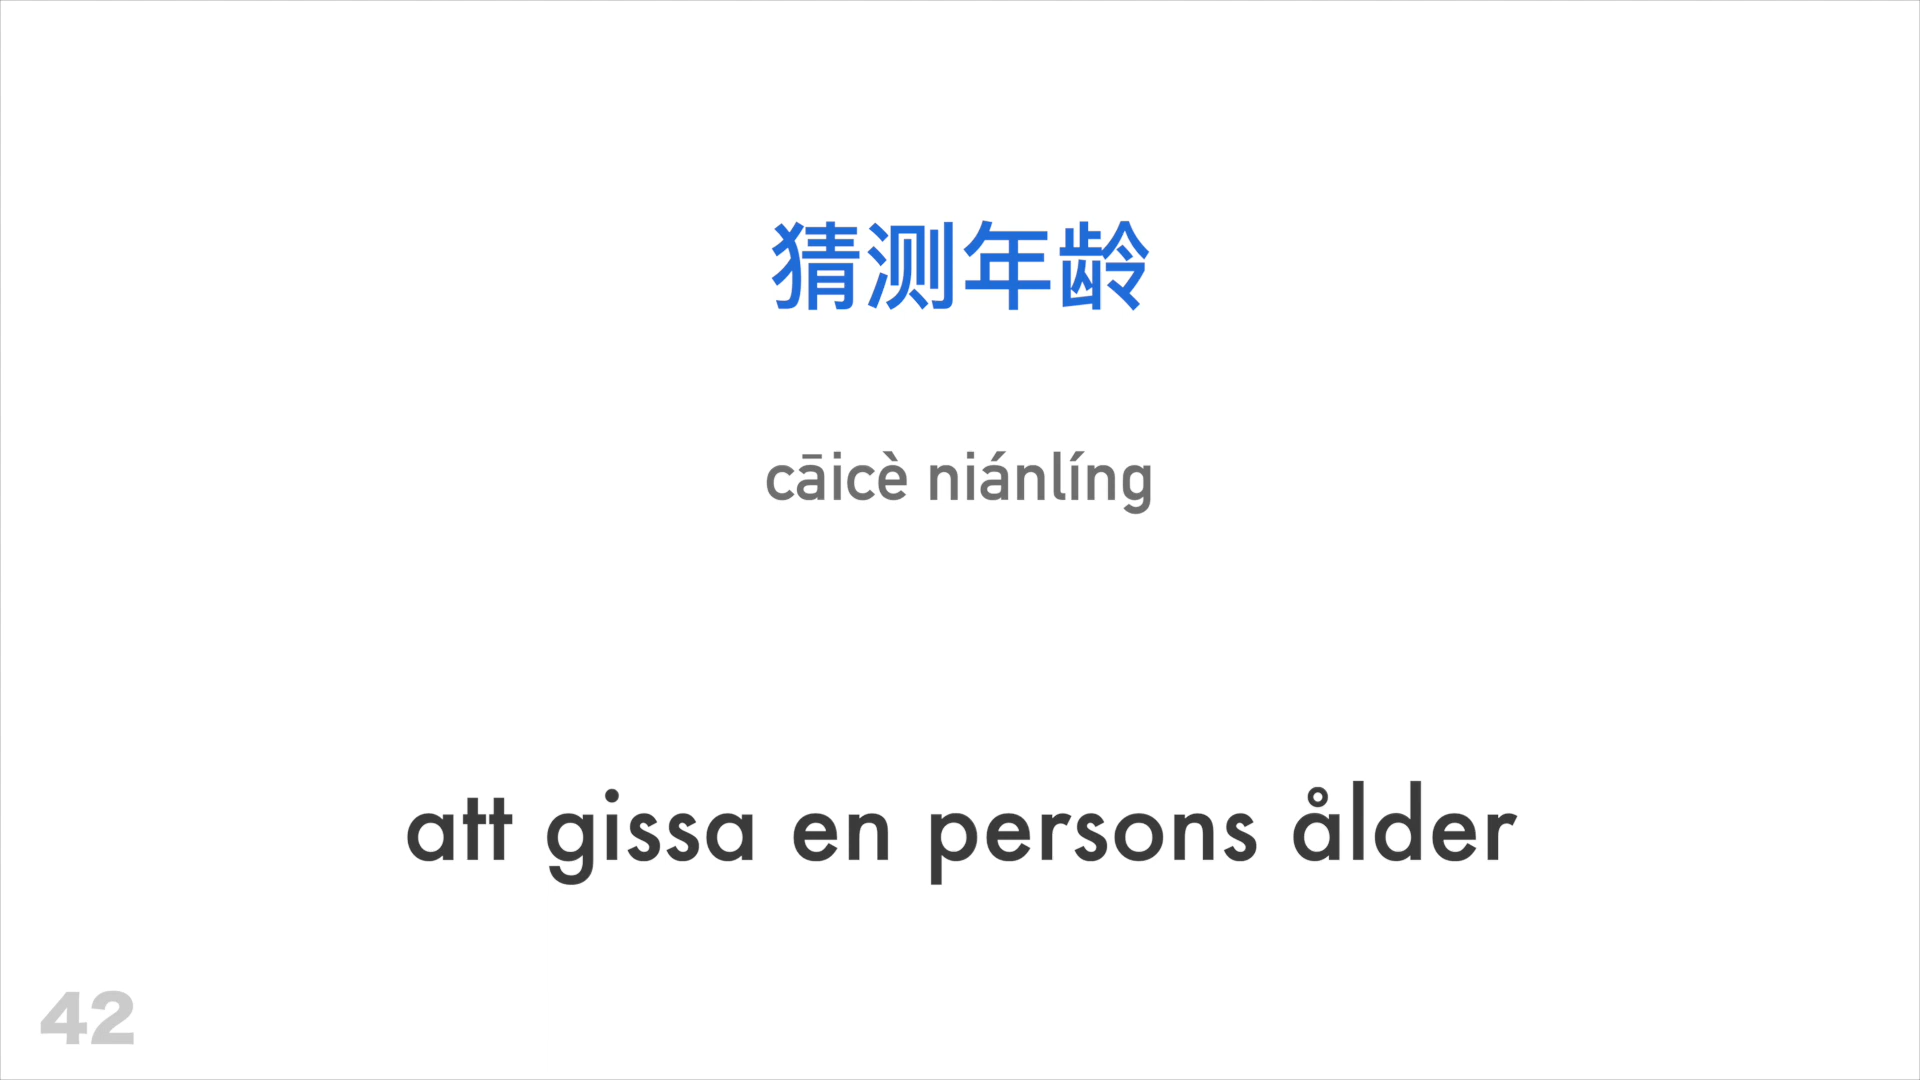 猜测年龄
cāicè niánlíng
att gissa en persons ålder
42